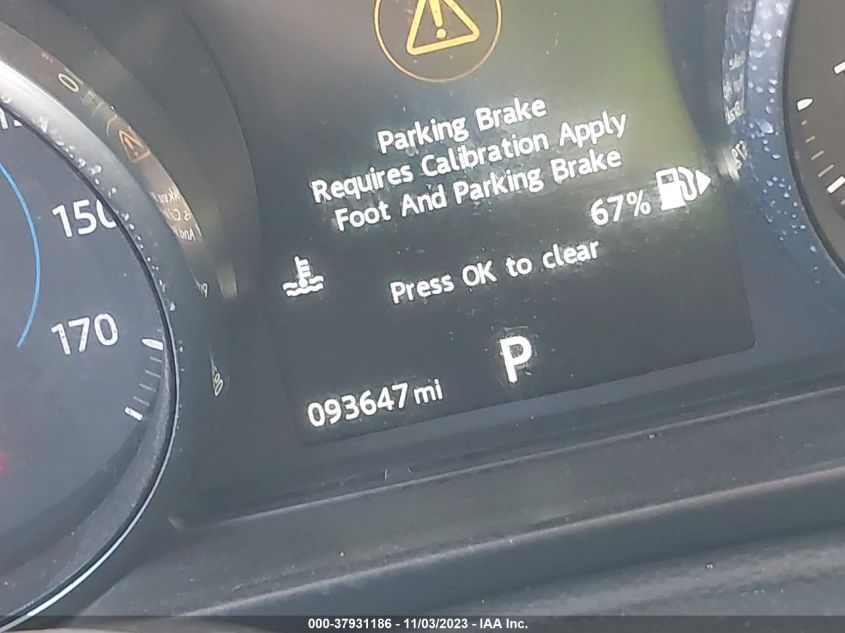 Parking Brake
Requires Calibration Apply
Foot And Parking Brake
67%
Press OK to clear
P
093647 mi
150
170
000-37931186 - 11/03/2023 - IAA Inc.